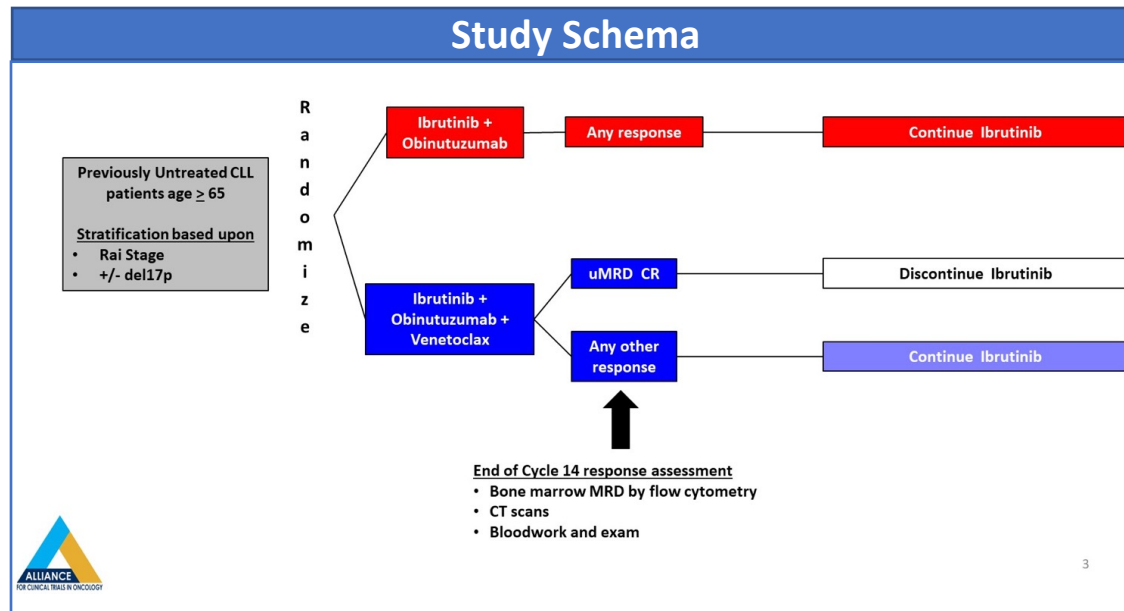 Study Schema
Previously Untreated CLL
patients age ≥ 65
Stratification based upon
• Rai Stage
• +/- del17p
R
a
n
d
o
m
i
z
e
Ibrutinib +
Obinutuzumab
Any response
Continue Ibrutinib
Ibrutinib +
Obinutuzumab +
Venetoclax
uMRD CR
Discontinue Ibrutinib
Any other
response
Continue Ibrutinib
End of Cycle 14 response assessment
• Bone marrow MRD by flow cytometry
• CT scans
• Bloodwork and exam
ALLIANCE
FOR CLINICAL TRIALS IN ONCOLOGY
3